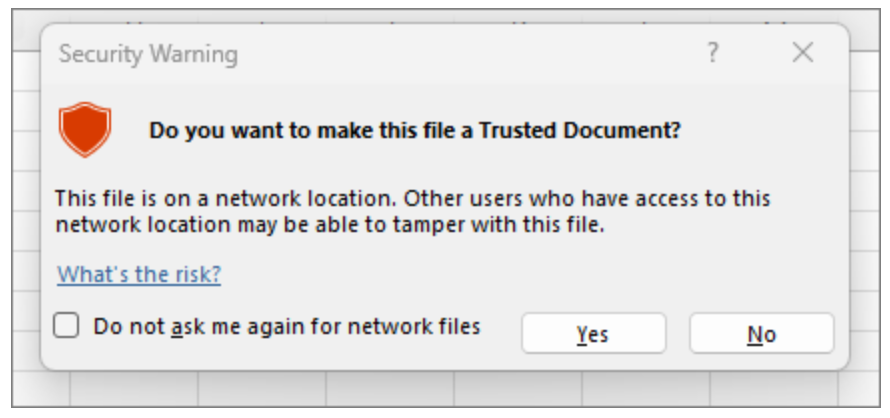 Security Warning ?
Do you want to make this file a Trusted Document?
This file is on a network location. Other users who have access to this
network location may be able to tamper with this file.
What's the risk?
Do not ask me again for network files Yes No